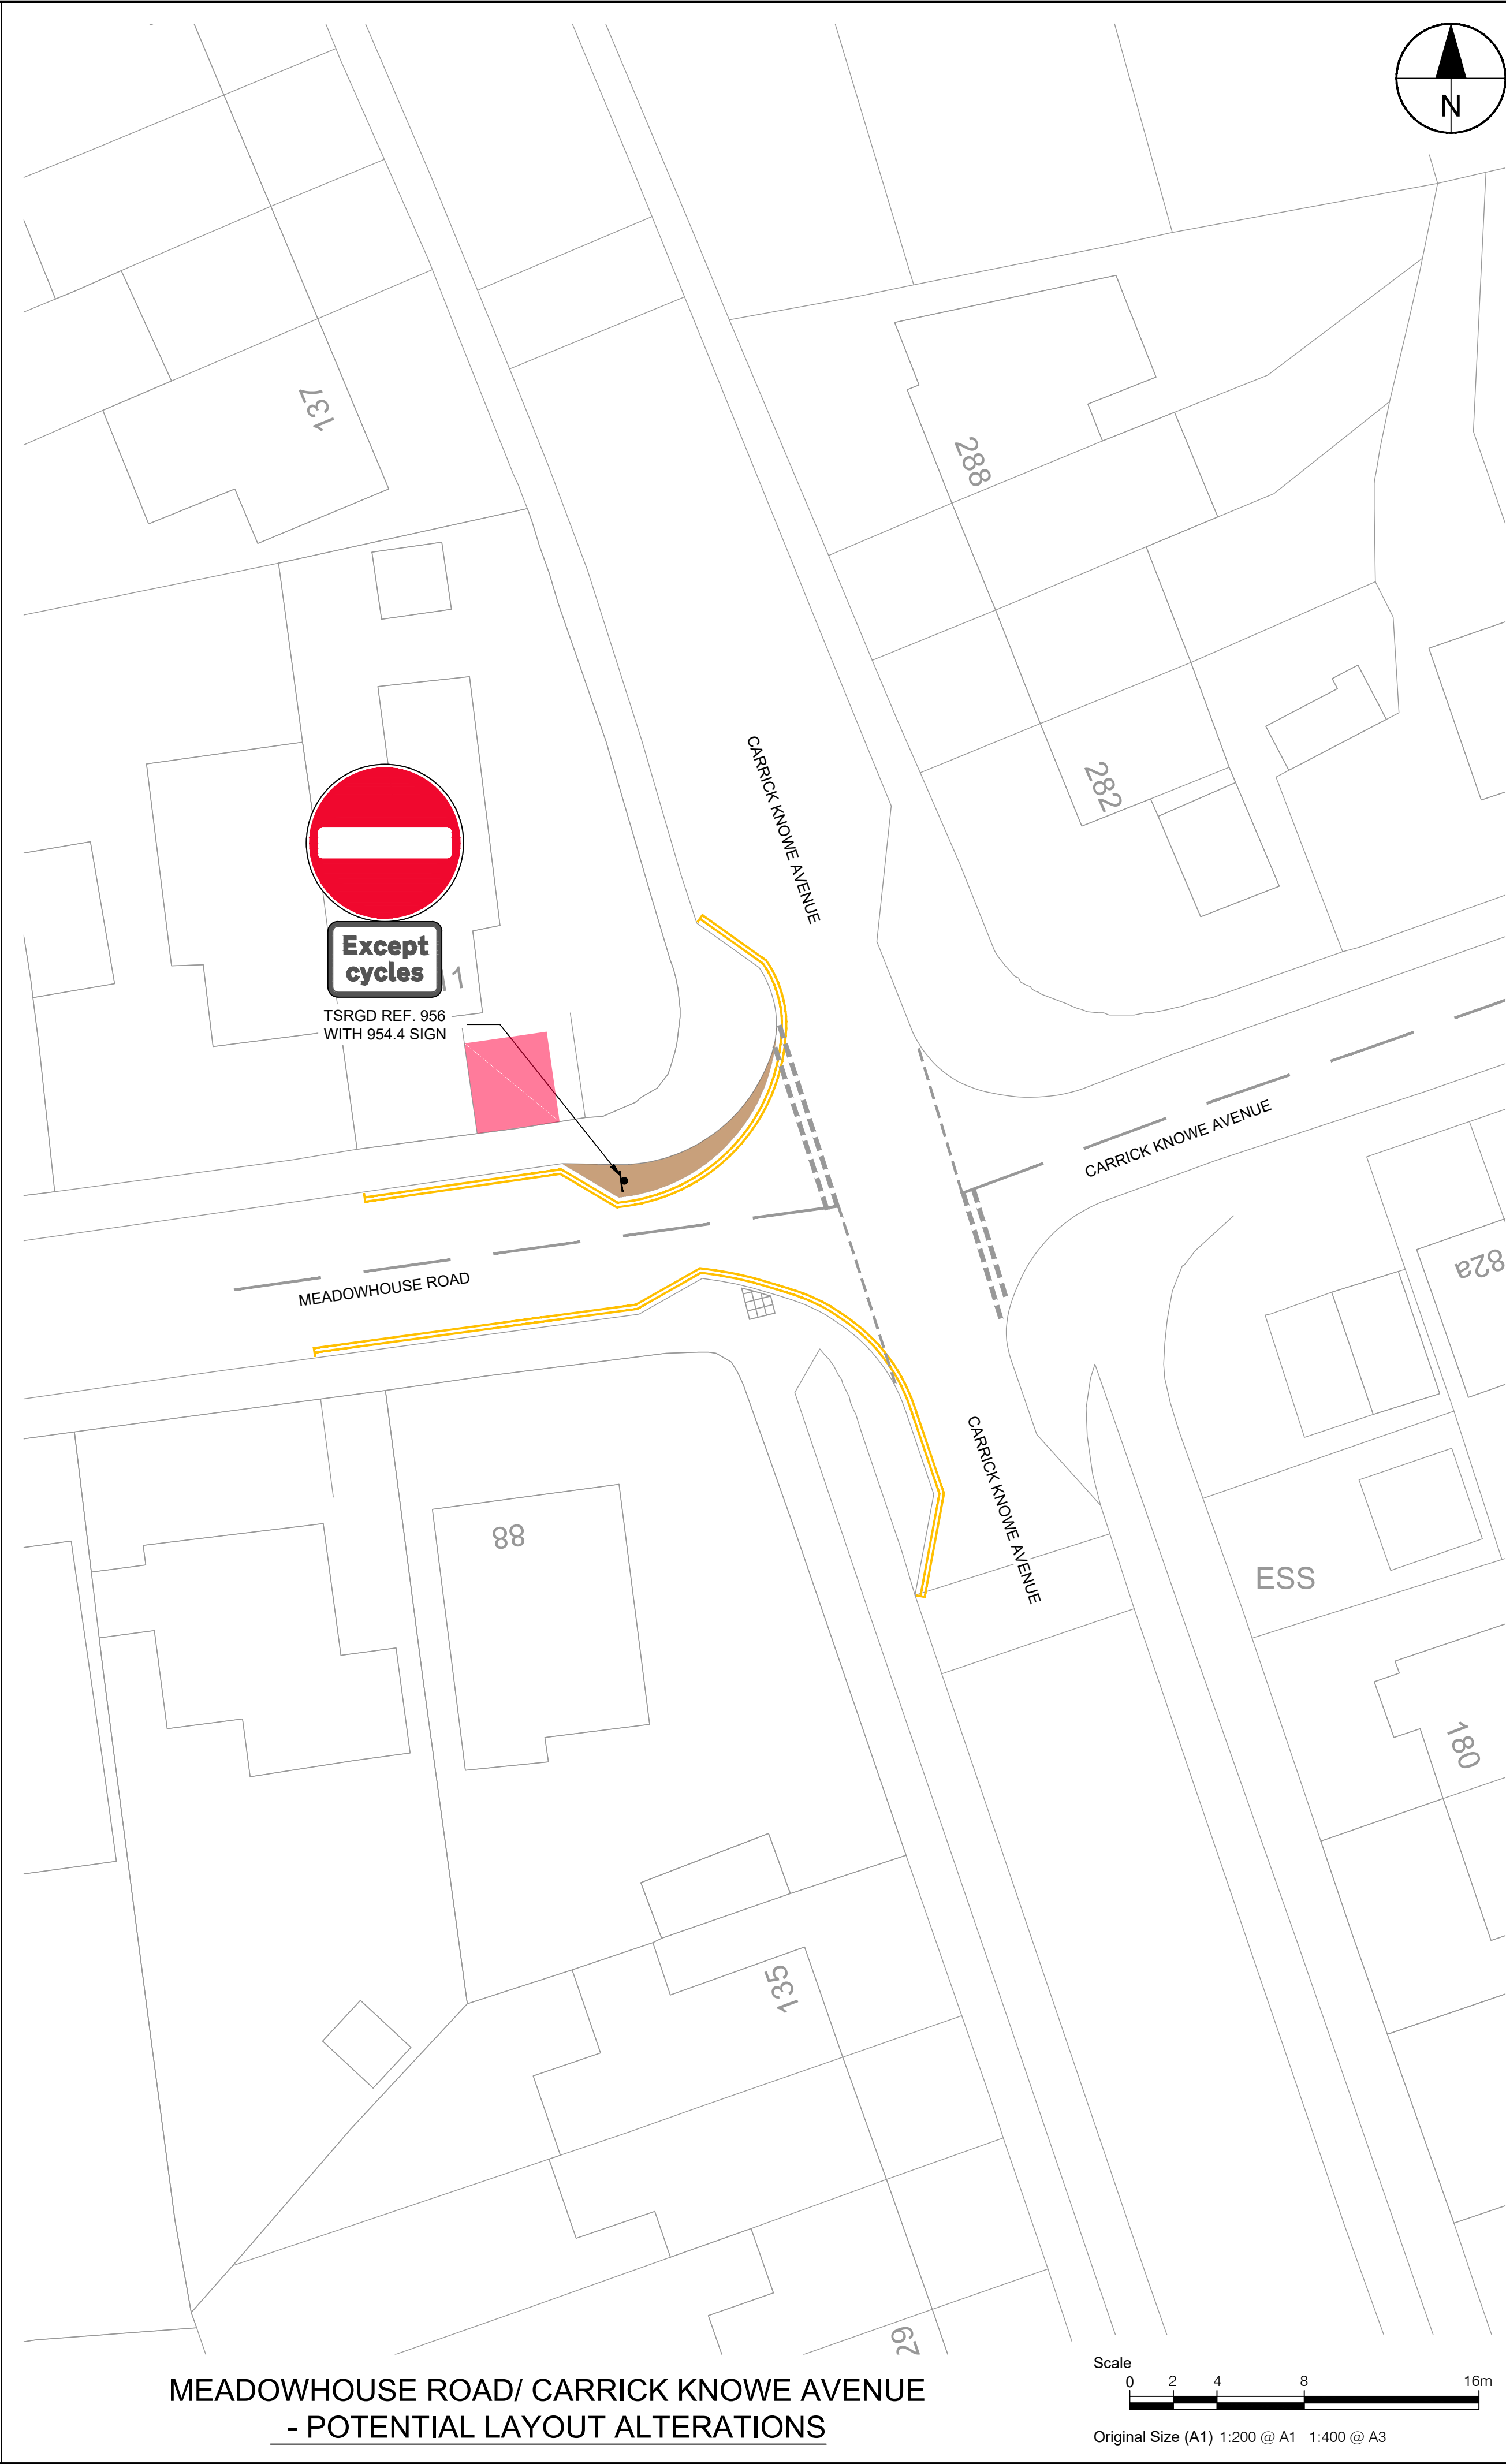 N
137
288
282
CARRICK KNOWE AVENUE
Except
cycles
11
TSRGD REF. 956
WITH 954.4 SIGN
CARRICK KNOWE AVENUE
MEADOWHOUSE ROAD
82a
CARRICK KNOWE AVENUE
88
ESS
180
135
29
MEADOWHOUSE ROAD/ CARRICK KNOWE AVENUE
- POTENTIAL LAYOUT ALTERATIONS
Scale
0 2 4 8 16m
Original Size (A1) 1:200 @ A1 1:400 @ A3